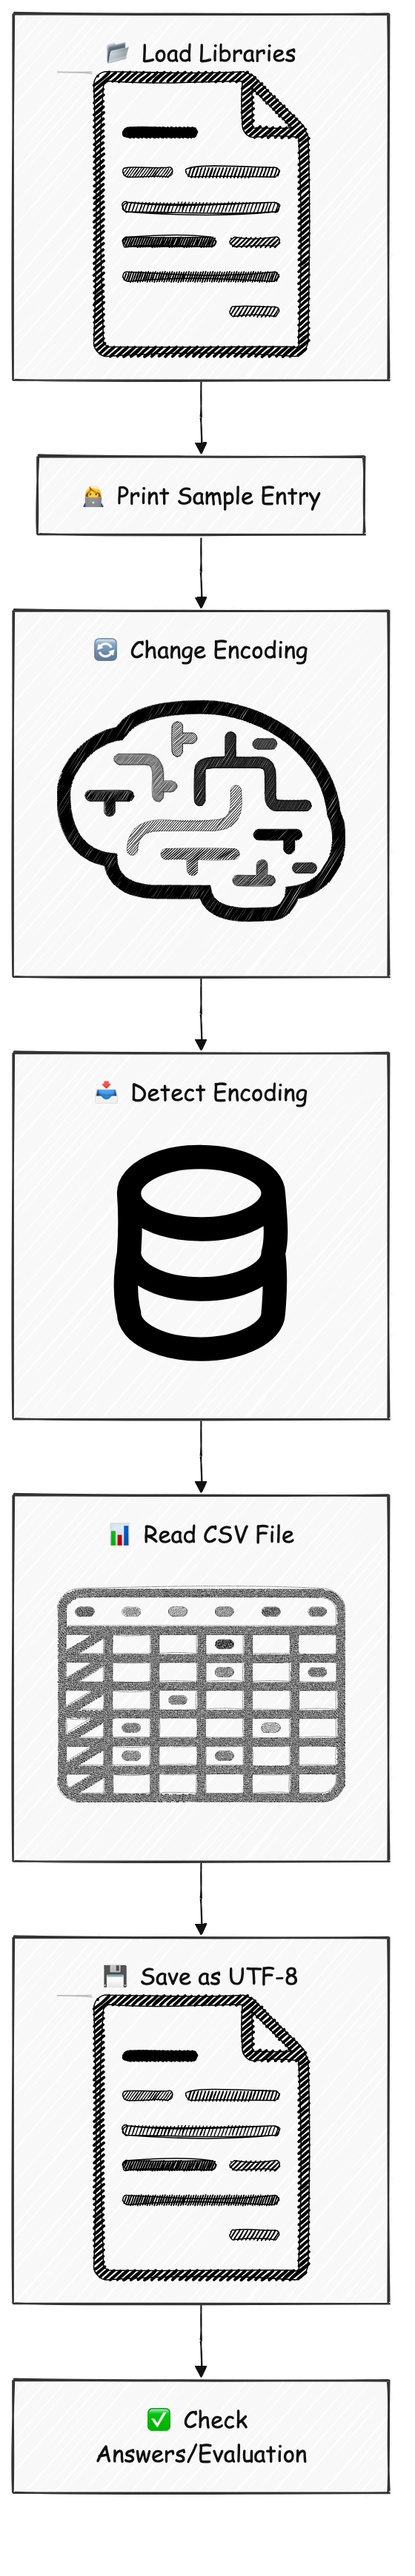 📂 Load Libraries
👩‍💻 Print Sample Entry
🔄 Change Encoding
📥 Detect Encoding
📊 Read CSV File
💾 Save as UTF-8
✅ Check
Answers/Evaluation